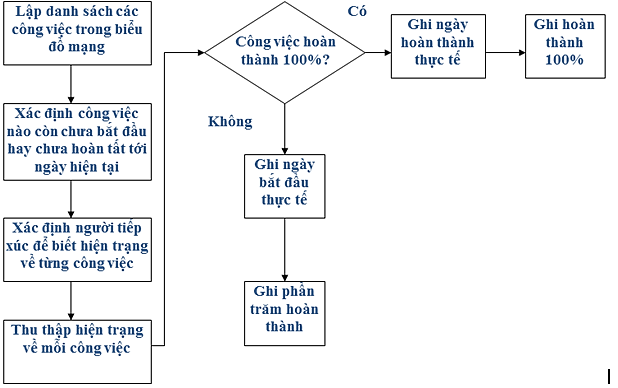 Lập danh sách các
công việc trong biểu
đồ mạng
Xác định công việc
nào còn chưa bắt đầu
hay chưa hoàn tất tới
ngày hiện tại
Xác định người tiếp
xúc để biết hiện trạng
về từng công việc
Thu thập hiện trạng
về mỗi công việc
Công việc hoàn
thành 100%?
Có
Ghi ngày
hoàn thành
thực tế
Ghi hoàn
thành
100%
Không
Ghi ngày
bắt đầu
thực tế
Ghi phần
trăm hoàn
thành